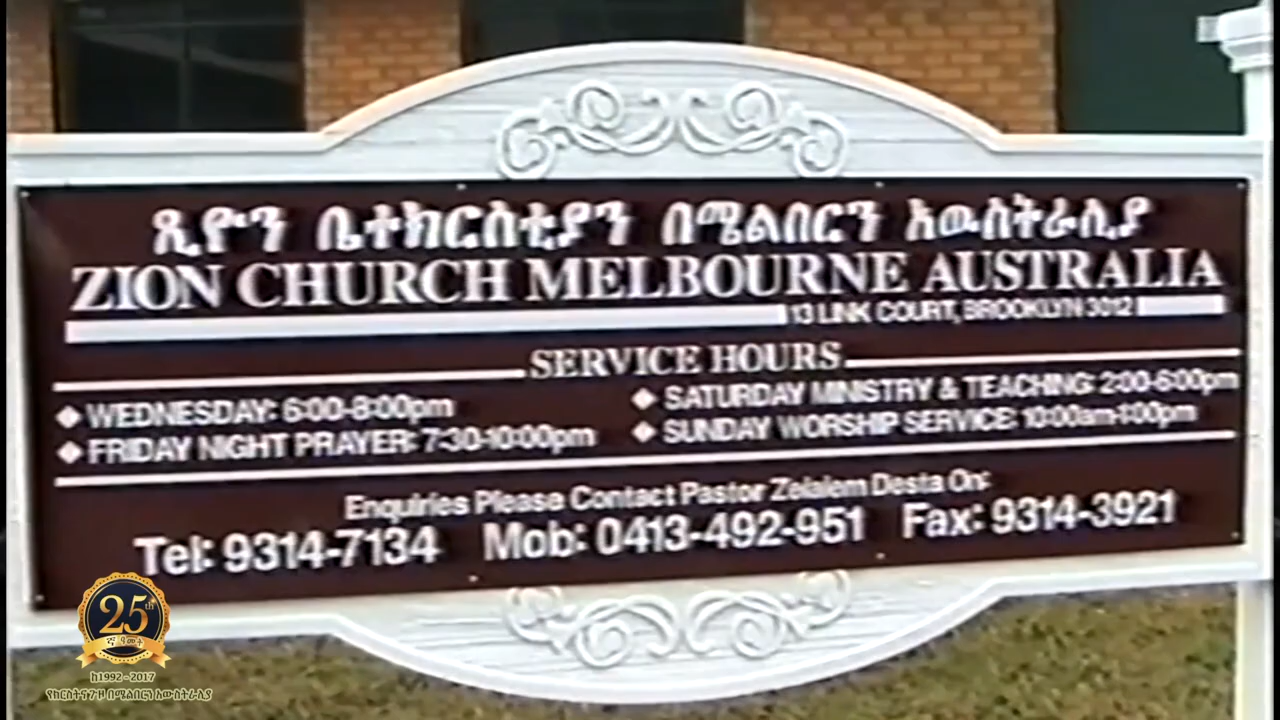 ጺዮን ቤተክርስቲያን በሜልበርን አውስትራሊያ
ZION CHURCH MELBOURNE AUSTRALIA
13 LINK COURT, BROOKLYN 3012
SERVICE HOURS
◆ WEDNESDAY: 6:00-8:00pm
◆ FRIDAY NIGHT PRAYER: 7:30-10:00pm
◆ SATURDAY MINISTRY & TEACHING: 2:00-6:00pm
◆ SUNDAY WORSHIP SERVICE: 10:00am-1:00pm
Enquiries Please Contact Pastor Zelalem Desta On:
Tel: 9314-7134 Mob: 0413-492-951 Fax: 9314-3921
25th
ኛ ዓመት
ከ1992 - 2017
በሜልበርን አውስትራሊያ